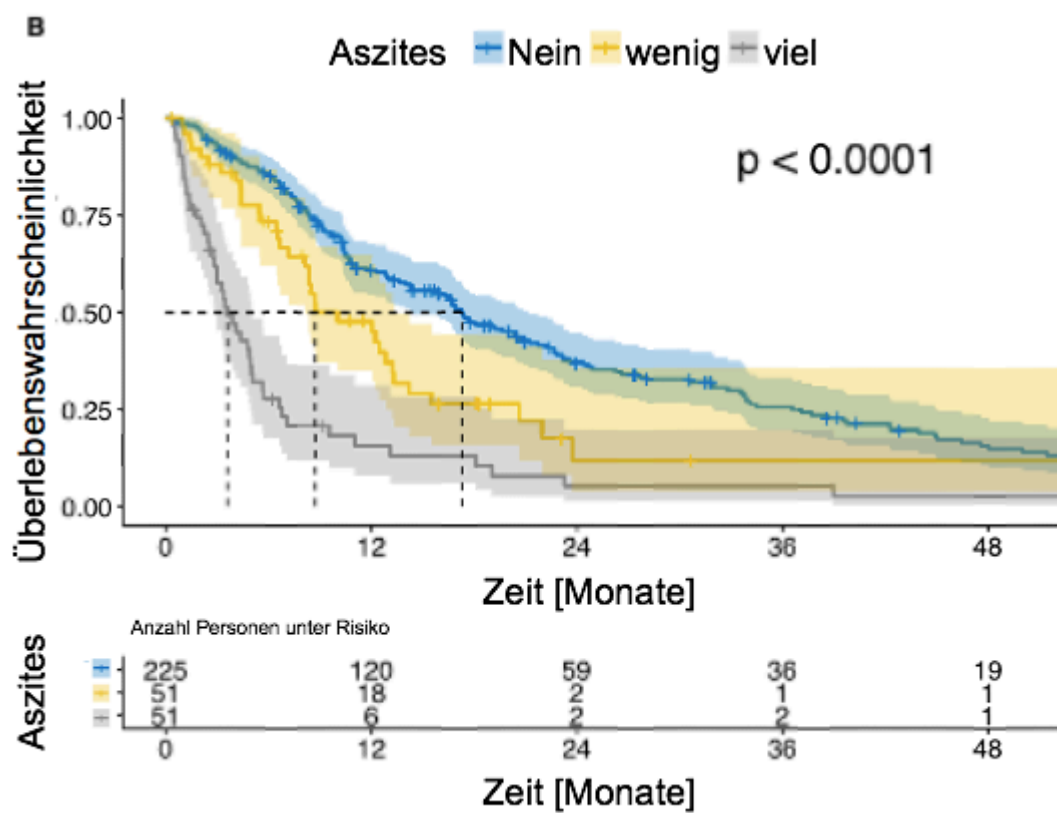 B
Aszites Nein wenig viel
Überlebenswahrscheinlichkeit
1.00
p < 0.0001
0.75
0.50
0.25
0.00
0 12 24 36 48
Zeit [Monate]
Anzahl Personen unter Risiko
Aszites
225 120 59 36 19
51 18 2 1 1
51 6 2 2 1
0 12 24 36 48
Zeit [Monate]